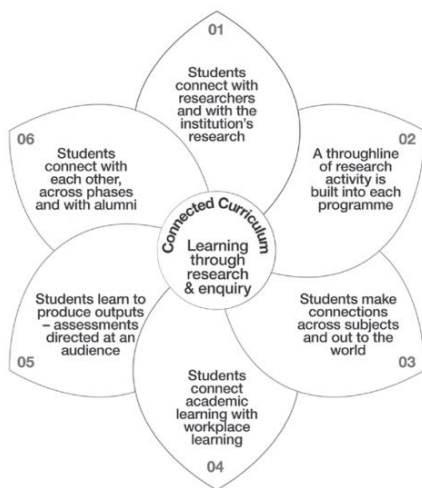 01
Students
connect with
researchers
and with the
institution's
research
02
A throughline
of research
activity is
built into each
programme
Students make
connections
across subjects
and out to the
world
03
Students
connect
academic
learning with
workplace
learning
04
Students learn to
produce outputs
– assessments
directed at an
audience
05
06
Students
connect with
each other,
across phases
and with alumni
Connected Curriculum
Learning
through
research
& enquiry